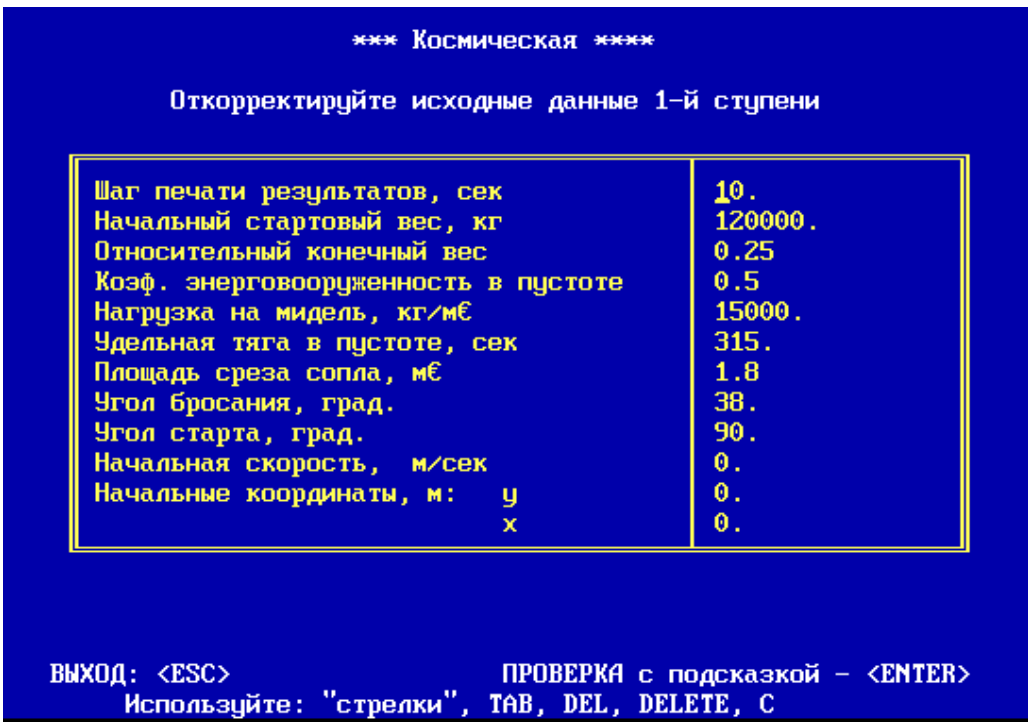 *** Космическая ****
Откорректируйте исходные данные 1-й ступени
Шаг печати результатов, сек 10.
Начальный стартовый вес, кг 120000.
Относительный конечный вес 0.25
Коэф. энерговооруженность в пустоте 0.5
Нагрузка на мидель, кг/м€ 15000.
Удельная тяга в пустоте, сек 315.
Площадь среза сопла, м€ 1.8
Угол бросания, град. 38.
Угол старта, град. 90.
Начальная скорость, м/сек 0.
Начальные координаты, м: y 0.
x 0.
ВЫХОД: <ESC> ПРОВЕРКА с подсказкой - <ENTER>
Используйте: "стрелки", TAB, DEL, DELETE, C